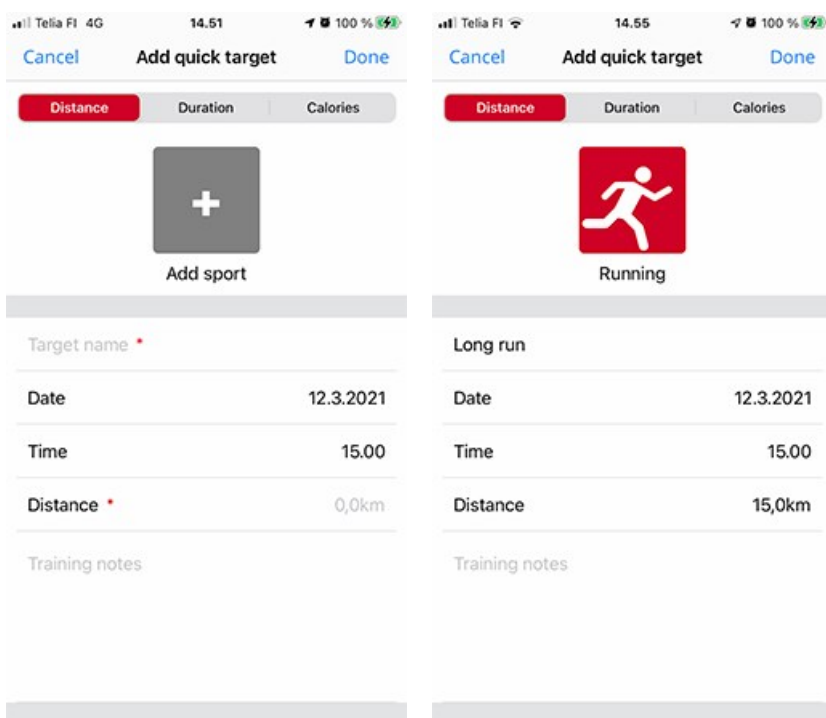 Telia FI 4G 14.51 100 %
Cancel Add quick target Done
Distance Duration Calories
+
Add sport
Target name *
Date 12.3.2021
Time 15.00
Distance * 0,0km
Training notes
Telia FI 14.55 100 %
Cancel Add quick target Done
Distance Duration Calories
Running
Long run
Date 12.3.2021
Time 15.00
Distance 15,0km
Training notes